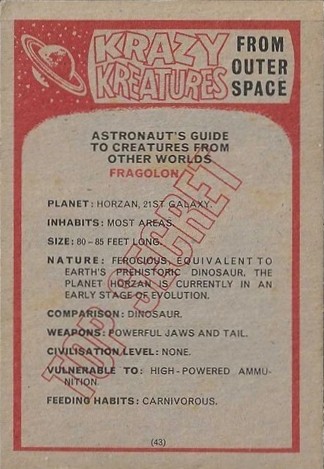 KRAZY
KREATURES
FROM
OUTER
SPACE
ASTRONAUT'S GUIDE
TO CREATURES FROM
OTHER WORLDS
FRAGOLON
PLANET: HORZAN, 21ST GALAXY.
INHABITS: MOST AREAS.
SIZE: 80-85 FEET LONG.
NATURE: FEROCIOUS, EQUIVALENT TO
EARTH'S PREHISTORIC DINOSAUR. THE
PLANET HORZAN IS CURRENTLY IN AN
EARLY STAGE OF EVOLUTION.
COMPARISON: DINOSAUR.
WEAPONS: POWERFUL JAWS AND TAIL.
CIVILISATION LEVEL: NONE.
VULNERABLE TO: HIGH-POWERED AMMU-
NITION.
FEEDING HABITS: CARNIVOROUS.
TOP SECRET
(43)